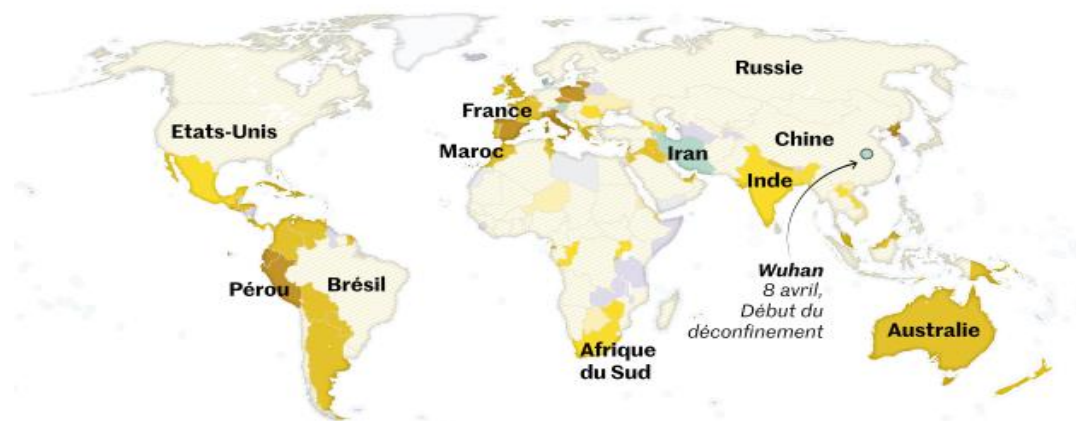 Russie
France
Etats-Unis
Chine
Maroc
Iran
Inde
Wuhan
8 avril,
Début du
déconfinement
Pérou
Brésil
Australie
Afrique
du Sud